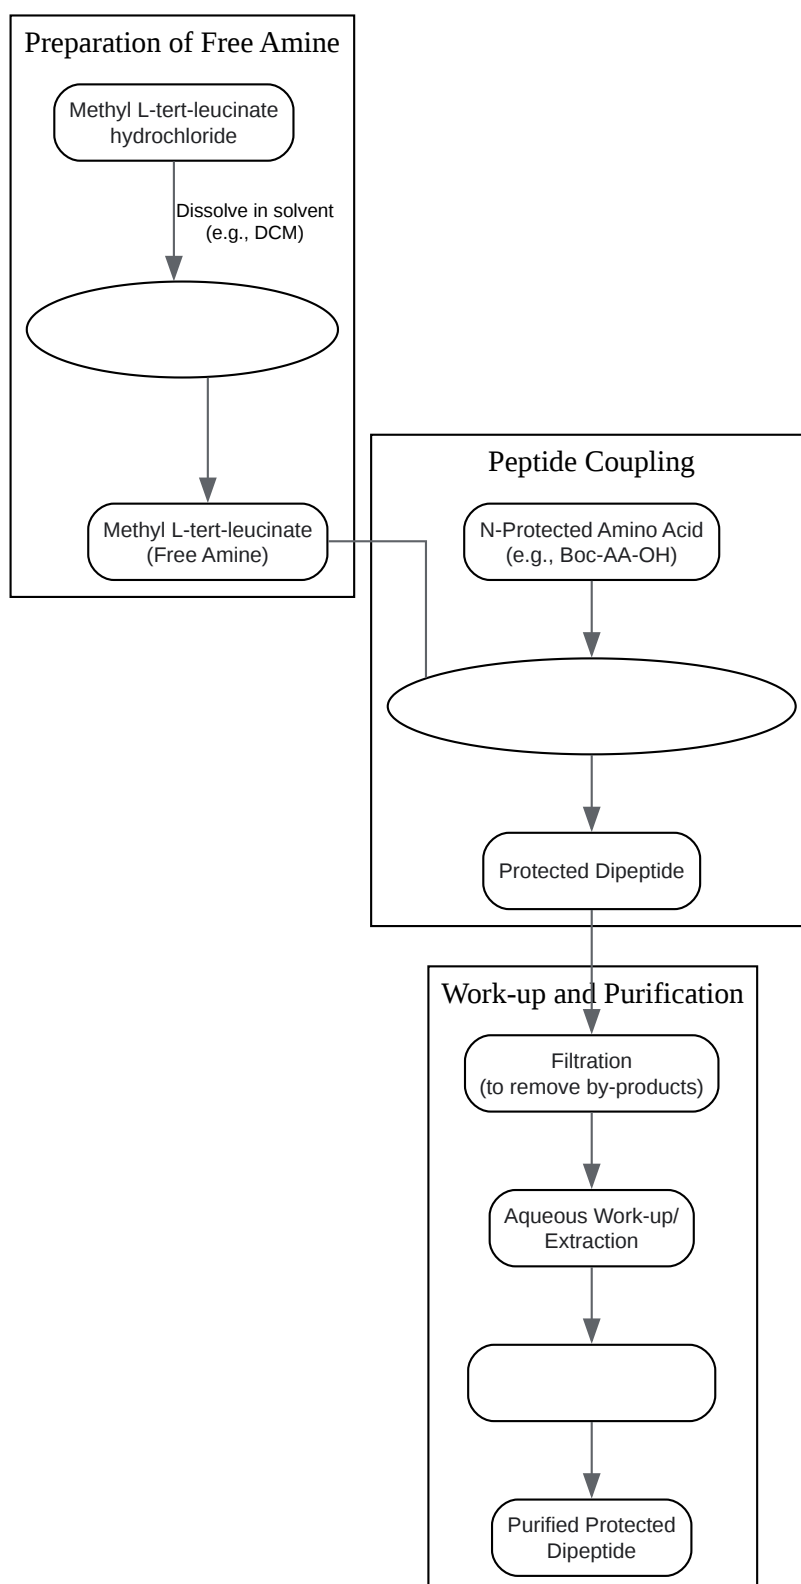 Preparation of Free Amine
Methyl L-tert-leucinate
hydrochloride
Dissolve in solvent
(e.g., DCM)
Methyl L-tert-leucinate
(Free Amine)
Peptide Coupling
N-Protected Amino Acid
(e.g., Boc-AA-OH)
Protected Dipeptide
Work-up and Purification
Filtration
(to remove by-products)
Aqueous Work-up/
Extraction
Purified Protected
Dipeptide